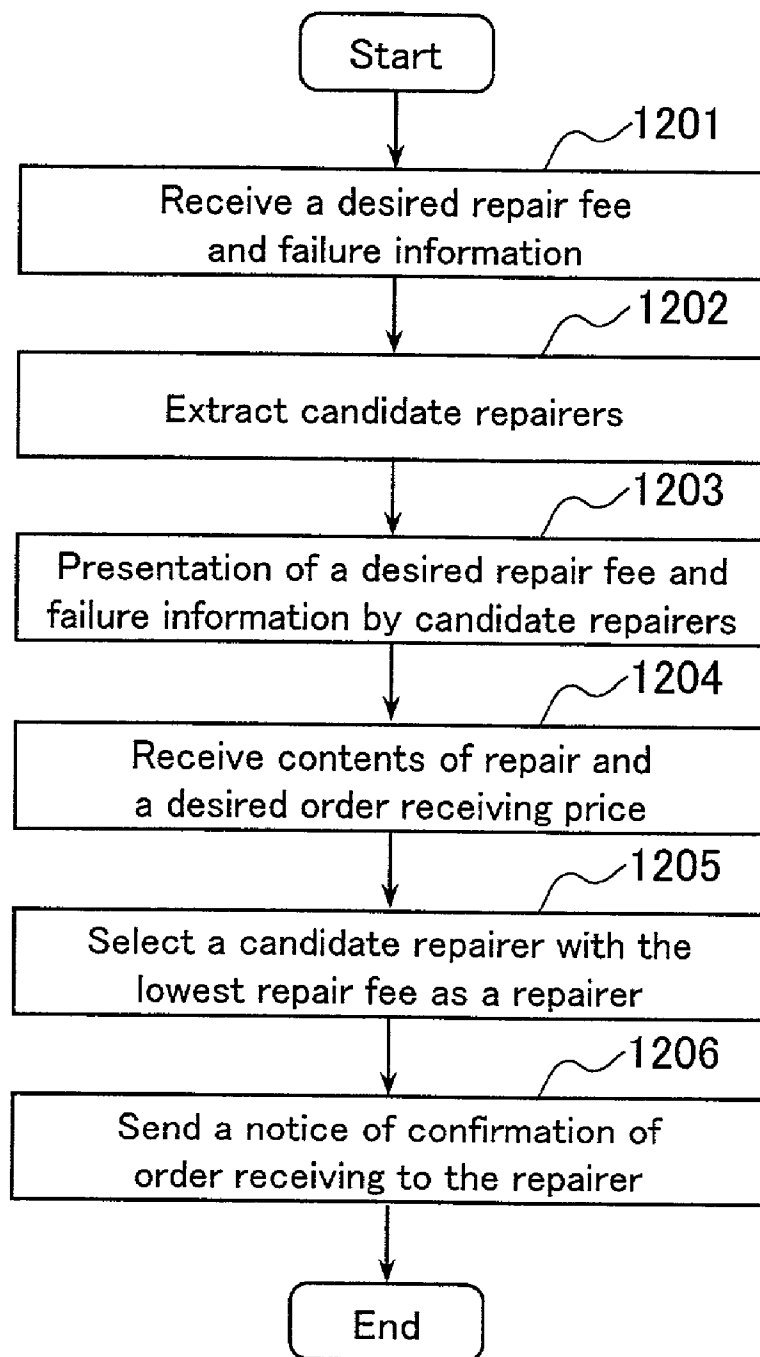 Start
1201
Receive a desired repair fee
and failure information
1202
Extract candidate repairers
1203
Presentation of a desired repair fee and
failure information by candidate repairers
1204
Receive contents of repair and
a desired order receiving price
1205
Select a candidate repairer with the
lowest repair fee as a repairer
1206
Send a notice of confirmation of
order receiving to the repairer
End